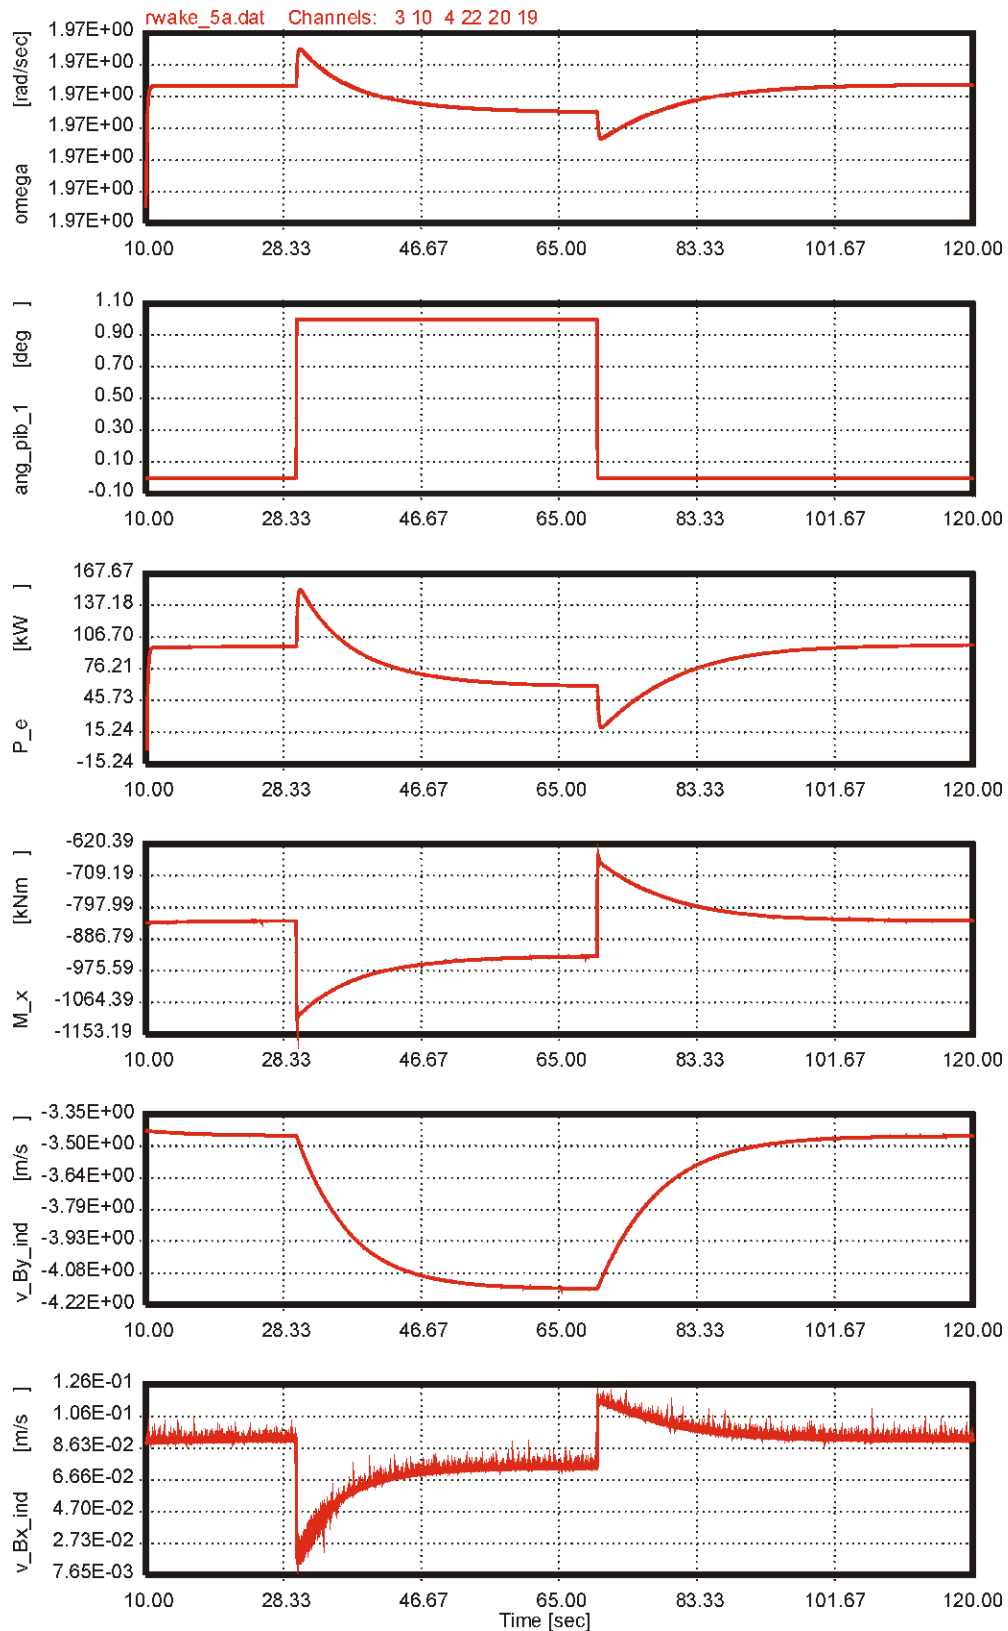 rwake_5a.dat Channels: 3 10 4 22 20 19
omega [rad/sec]
1.97E+00
1.97E+00
1.97E+00
1.97E+00
1.97E+00
1.97E+00
1.97E+00
10.00 28.33 46.67 65.00 83.33 101.67 120.00
ang_pib_1 [deg ]
1.10
0.90
0.70
0.50
0.30
0.10
-0.10
10.00 28.33 46.67 65.00 83.33 101.67 120.00
P_e [kW ]
167.67
137.18
106.70
76.21
45.73
15.24
-15.24
10.00 28.33 46.67 65.00 83.33 101.67 120.00
M_x [kNm ]
-620.39
-709.19
-797.99
-886.79
-975.59
-1064.39
-1153.19
10.00 28.33 46.67 65.00 83.33 101.67 120.00
v_By_ind [m/s ]
-3.35E+00
-3.50E+00
-3.64E+00
-3.79E+00
-3.93E+00
-4.08E+00
-4.22E+00
10.00 28.33 46.67 65.00 83.33 101.67 120.00
v_Bx_ind [m/s ]
1.26E-01
1.06E-01
8.63E-02
6.66E-02
4.70E-02
2.73E-02
7.65E-03
10.00 28.33 46.67 65.00 83.33 101.67 120.00
Time [sec]